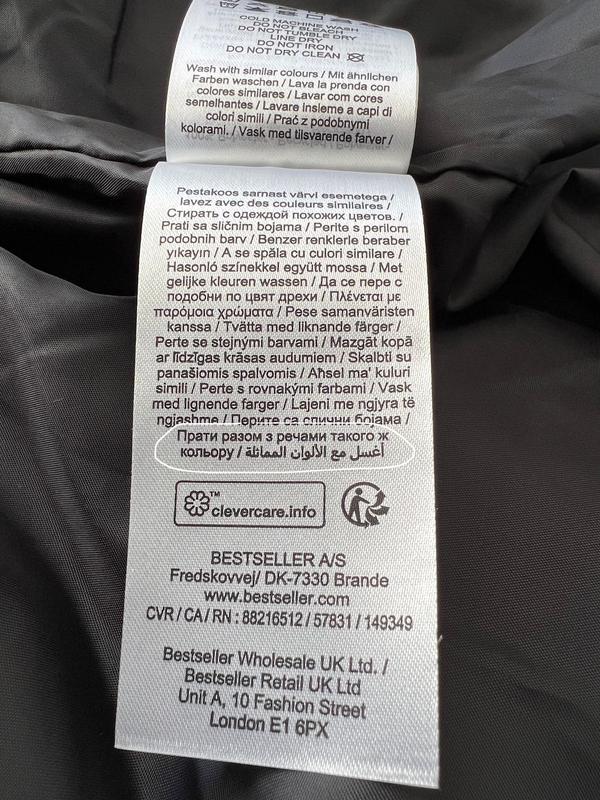 COLD MACHINE WASH
DO NOT BLEACH
DO NOT TUMBLE DRY
LINE DRY
DO NOT IRON
DO NOT DRY CLEAN
Wash with similar colours / Mit ähnlichen
Farben waschen / Lava la prenda con
colores similares / Lavar com cores
semelhantes / Lavare insieme a capi di
colori simili / Prać z podobnymi
kolorami. / Vask med tilsvarende farver /
Pestakoos sarnast värvi esemetega /
lavez avec des couleurs similaires /
Стирать с одеждой похожих цветов. /
Prati sa sličnim bojama / Perite s perilom
podobnih barv / Benzer renklerle beraber
yıkayın / A se spăla cu culori similare /
Hasonló színekkel együtt mossa / Met
gelijke kleuren wassen / Да се пере с
подобни по цвят дрехи / Πλένεται με
παρόμοια χρώματα / Pese samanväristen
kanssa / Tvätta med liknande färger /
Perte se stejnými barvami / Mazgāt kopā
ar līdzīgas krāsas audumiem / Skalbti su
panašiomis spalvomis / Aħsel ma' kuluri
simili / Perte s rovnakými farbami / Vask
med lignende farger / Lajeni me ngjyra të
ngjashme / Перите са слични бојама /
Прати разом з речами такого ж
кольору / أغسل مع الألوان المماثلة
™
clevercare.info
BESTSELLER A/S
Fredskovvej/ DK-7330 Brande
www.bestseller.com
CVR / CA / RN : 88216512 / 57831 / 149349
Bestseller Wholesale UK Ltd. /
Bestseller Retail UK Ltd
Unit A, 10 Fashion Street
London E1 6PX